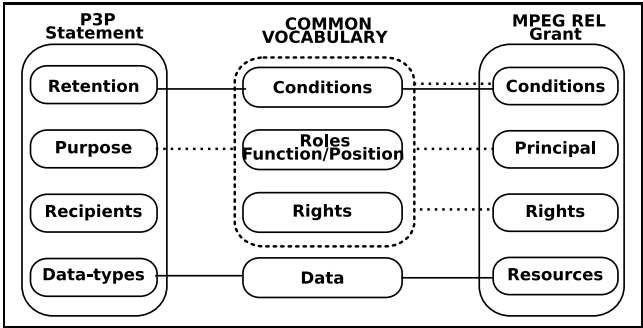 P3P
Statement
Retention
Purpose
Recipients
Data-types
COMMON
VOCABULARY
Conditions
Roles
Function/Position
Rights
Data
MPEG REL
Grant
Conditions
Principal
Rights
Resources